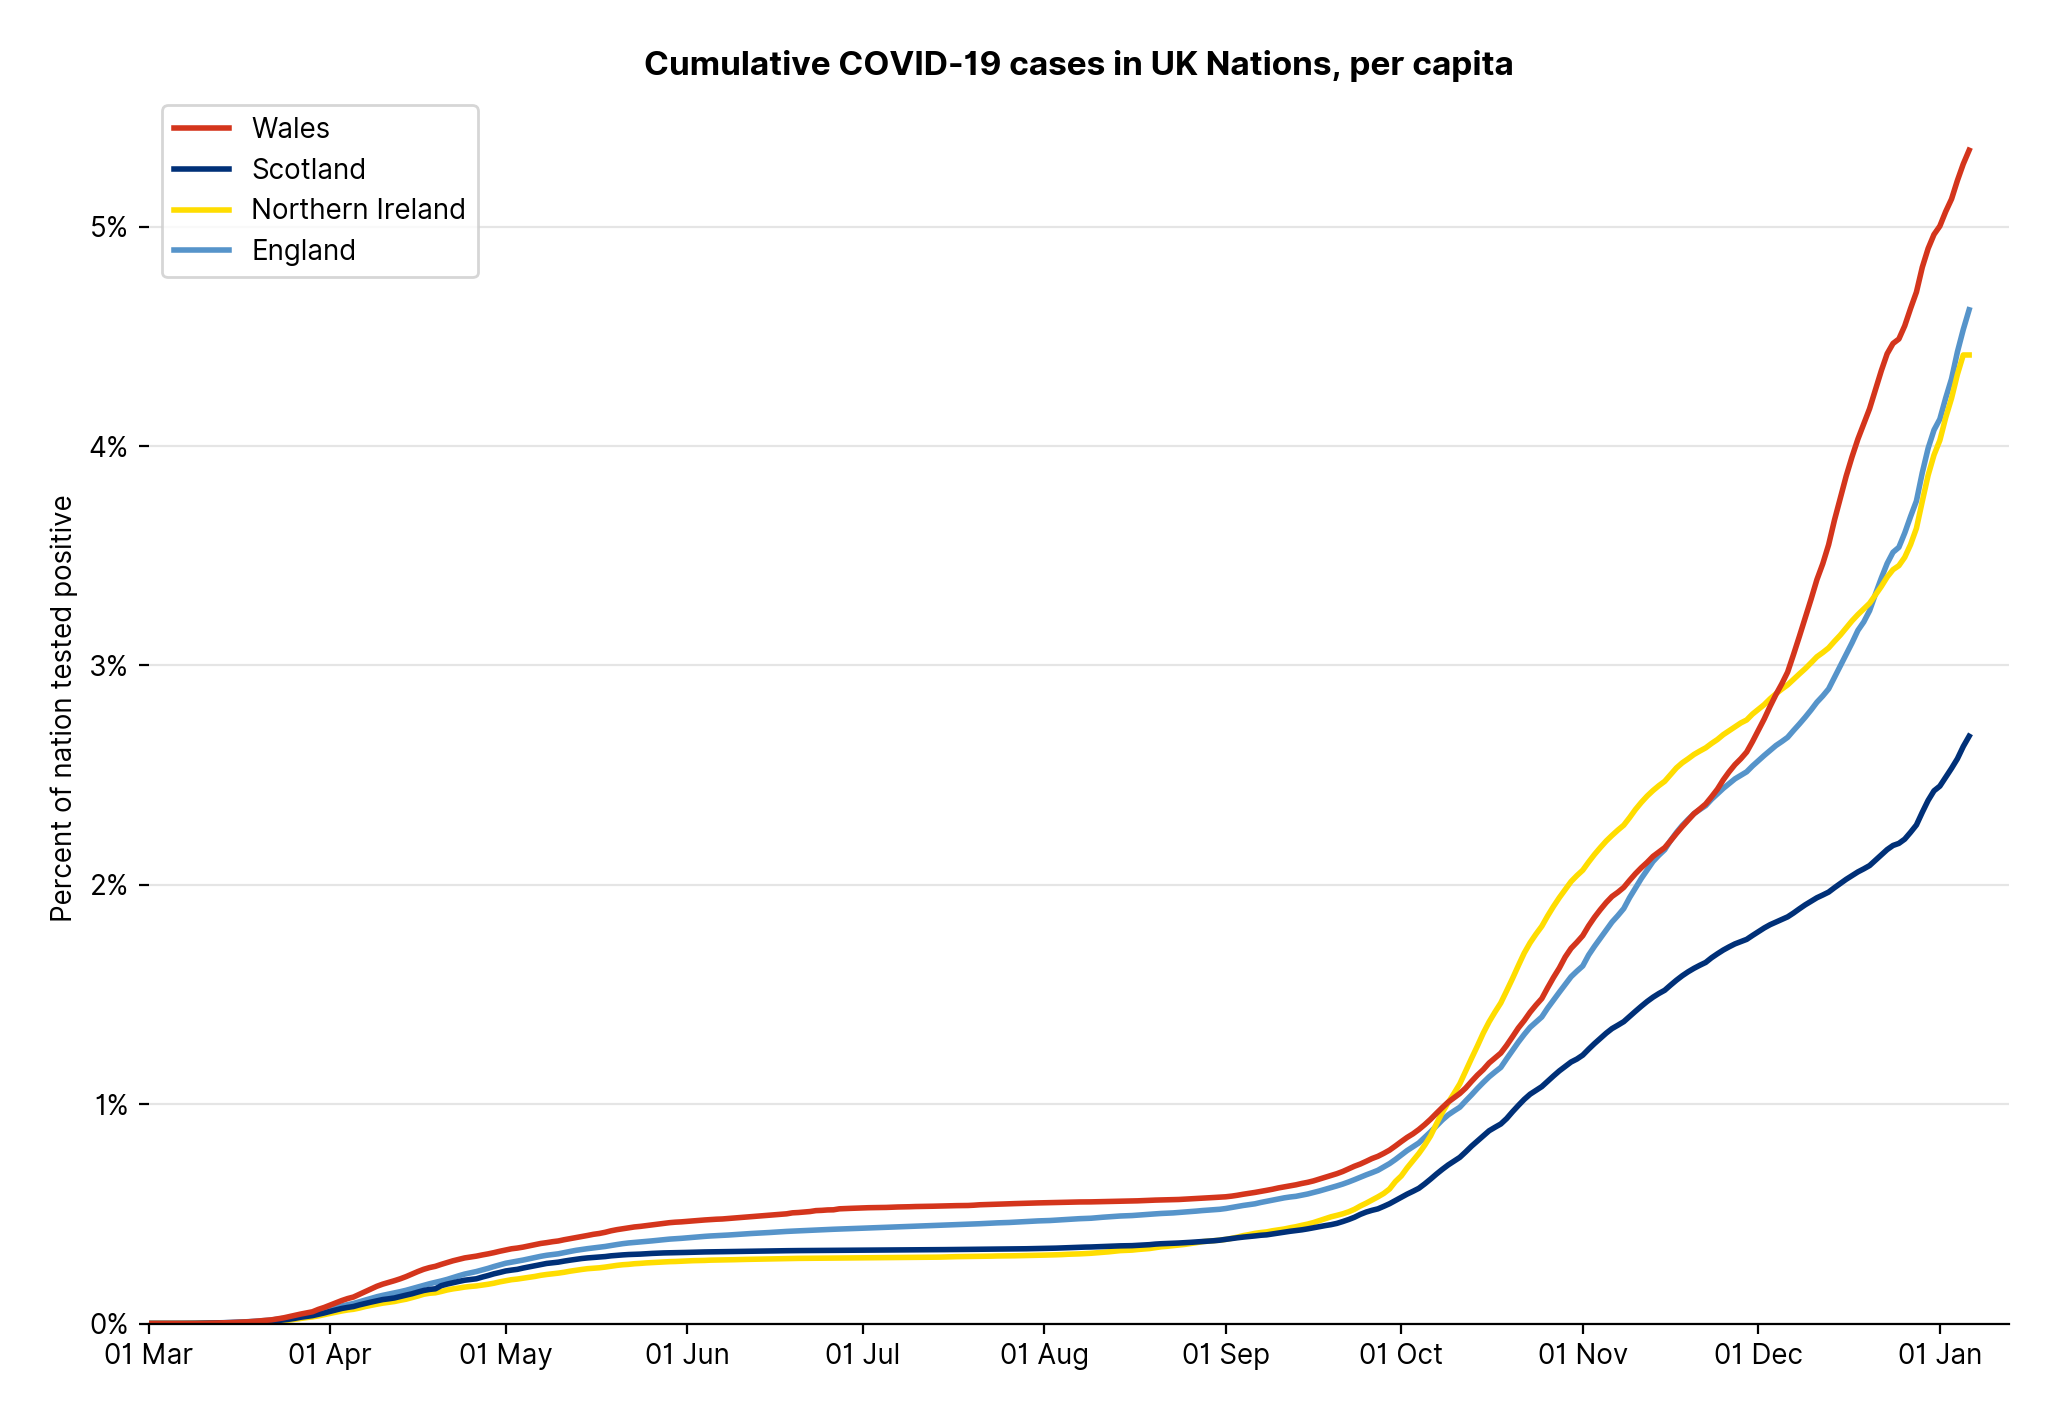 Cumulative COVID-19 cases in UK Nations, per capita
Wales
Scotland
Northern Ireland
England
Percent of nation tested positive
5%
4%
3%
2%
1%
0%
01 Mar
01 Apr
01 May
01 Jun
01 Jul
01 Aug
01 Sep
01 Oct
01 Nov
01 Dec
01 Jan